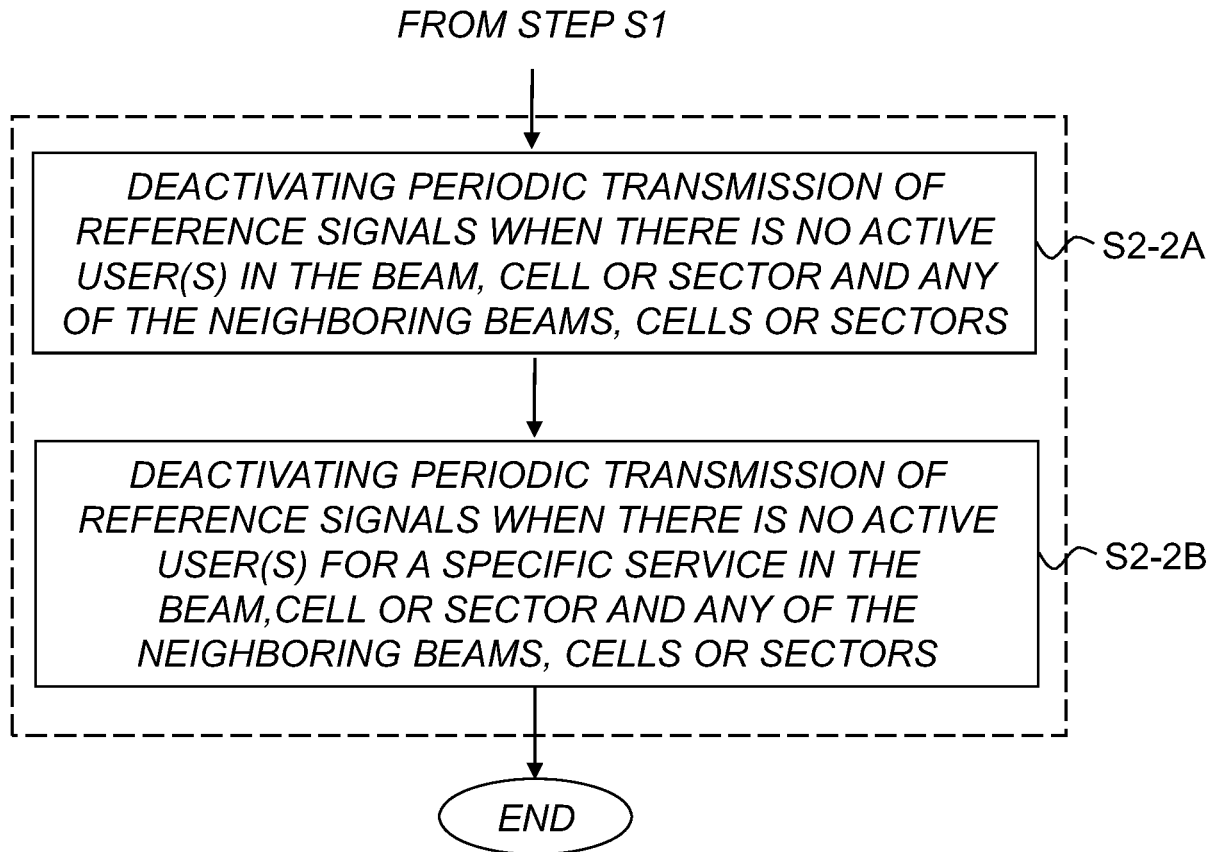 FROM STEP S1
DEACTIVATING PERIODIC TRANSMISSION OF
REFERENCE SIGNALS WHEN THERE IS NO ACTIVE
USER(S) IN THE BEAM, CELL OR SECTOR AND ANY
OF THE NEIGHBORING BEAMS, CELLS OR SECTORS
S2-2A
DEACTIVATING PERIODIC TRANSMISSION OF
REFERENCE SIGNALS WHEN THERE IS NO ACTIVE
USER(S) FOR A SPECIFIC SERVICE IN THE
BEAM,CELL OR SECTOR AND ANY OF THE
NEIGHBORING BEAMS, CELLS OR SECTORS
S2-2B
END